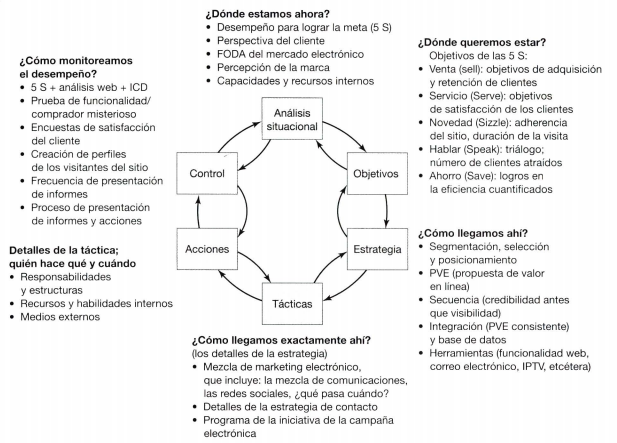 ¿Dónde estamos ahora?
• Desempeño para lograr la meta (5 S)
• Perspectiva del cliente
• FODA del mercado electrónico
• Percepción de la marca
• Capacidades y recursos internos
¿Dónde queremos estar?
Objetivos de las 5 S:
• Venta (sell): objetivos de adquisición
y retención de clientes
• Servicio (Serve): objetivos
de satisfacción de los clientes
• Novedad (Sizzle): adherencia
del sitio, duración de la visita
• Hablar (Speak): triálogo;
número de clientes atraídos
• Ahorro (Save): logros en
la eficiencia cuantificados
¿Cómo monitoreamos
el desempeño?
• 5 S + análisis web + ICD
• Prueba de funcionalidad/
comprador misterioso
• Encuestas de satisfacción
del cliente
• Creación de perfiles
de los visitantes del sitio
• Frecuencia de presentación
de informes
• Proceso de presentación
de informes y acciones
Análisis
situacional
Control
Objetivos
Acciones
Estrategia
Tácticas
¿Cómo llegamos ahí?
• Segmentación, selección
y posicionamiento
• PVE (propuesta de valor
en línea)
• Secuencia (credibilidad antes
que visibilidad)
• Integración (PVE consistente)
y base de datos
• Herramientas (funcionalidad web,
correo electrónico, IPTV, etcétera)
Detalles de la táctica;
quién hace qué y cuándo
• Responsabilidades
y estructuras
• Recursos y habilidades internos
• Medios externos
¿Cómo llegamos exactamente ahí?
(los detalles de la estrategia)
• Mezcla de marketing electrónico,
que incluye: la mezcla de comunicaciones,
las redes sociales, ¿qué pasa cuándo?
• Detalles de la estrategia de contacto
• Programa de la iniciativa de la campaña
electrónica